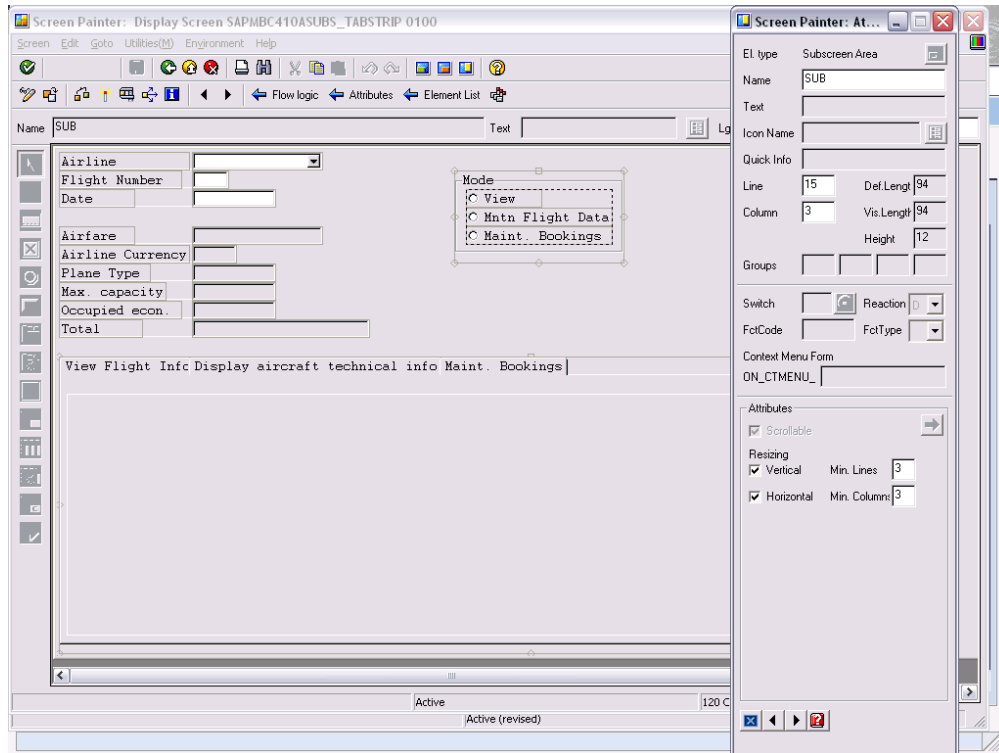 Screen Painter: Display Screen SAPMBC410ASUBS_TABSTRIP 0100
Screen Edit Goto Utilities(M) Environment Help
Flow logic Attributes Element List
Name SUB Text Lg
Airline
Flight Number
Date
Airfare
Airline Currency
Plane Type
Max. capacity
Occupied econ.
Total
Mode
View
Mntn Flight Data
Maint. Bookings
View Flight Info Display aircraft technical info Maint. Bookings
Active 120 C
Active (revised)
Screen Painter: At...
El. type Subscreen Area
Name SUB
Text
Icon Name
Quick Info
Line 15 Def.Lengt 94
Column 3 Vis.Length 94
Height 12
Groups
Switch Reaction D
FctCode FctType
Context Menu Form
ON_CTMENU_
Attributes
Scrollable
Resizing
Vertical Min. Lines 3
Horizontal Min. Column: 3